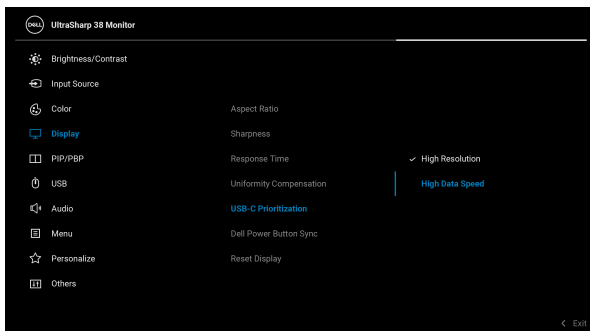 DELL UltraSharp 38 Monitor
Brightness/Contrast
Input Source
Color Aspect Ratio
Display Sharpness
PIP/PBP Response Time ✓ High Resolution
USB Uniformity Compensation High Data Speed
Audio USB-C Prioritization
Menu Dell Power Button Sync
Personalize Reset Display
Others
< Exit